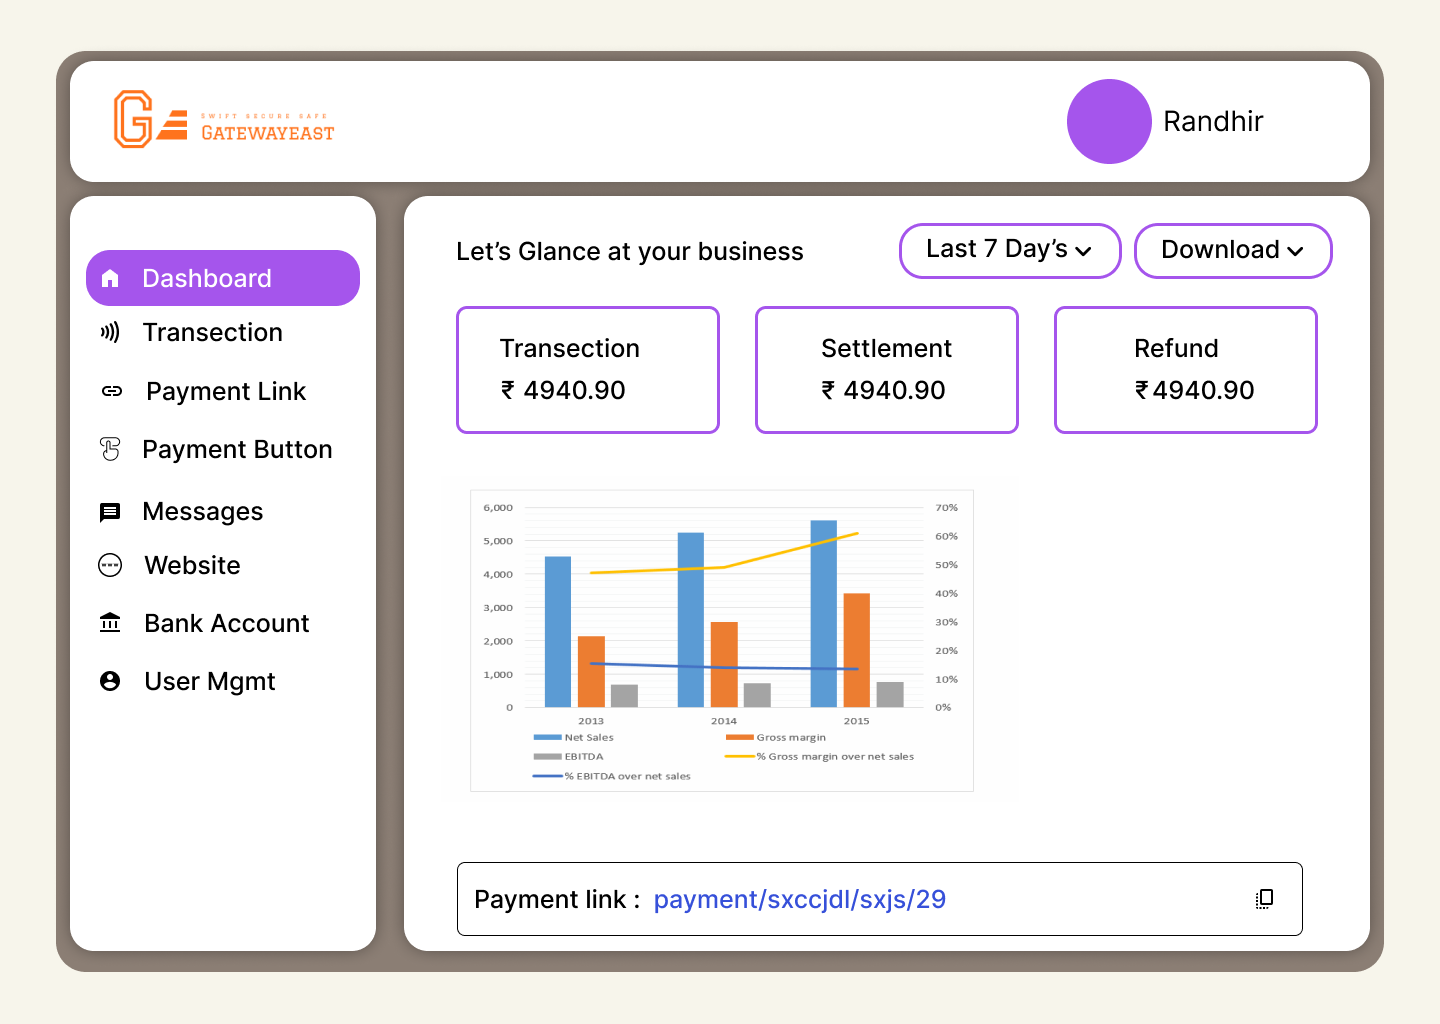 SWIFT SECURE SAFE
GATEWAYEAST
Randhir
Dashboard
Transection
Payment Link
Payment Button
Messages
Website
Bank Account
User Mgmt
Let’s Glance at your business
Last 7 Day’s
Download
Transection
₹ 4940.90
Settlement
₹ 4940.90
Refund
₹4940.90
6,000
5,000
4,000
3,000
2,000
1,000
0
70%
60%
50%
40%
30%
20%
10%
0%
2013 2014 2015
Net Sales Gross margin
EBITDA % Gross margin over net sales
% EBITDA over net sales
Payment link : payment/sxccjdl/sxjs/29